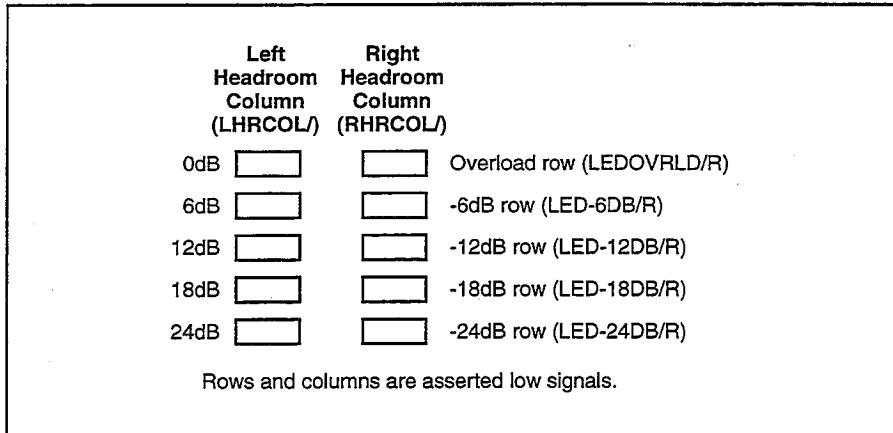 Left Right
Headroom Headroom
Column Column
(LHRCOL/) (RHRCOL/)
0dB Overload row (LEDOVRLD/R)
6dB -6dB row (LED-6DB/R)
12dB -12dB row (LED-12DB/R)
18dB -18dB row (LED-18DB/R)
24dB -24dB row (LED-24DB/R)
Rows and columns are asserted low signals.